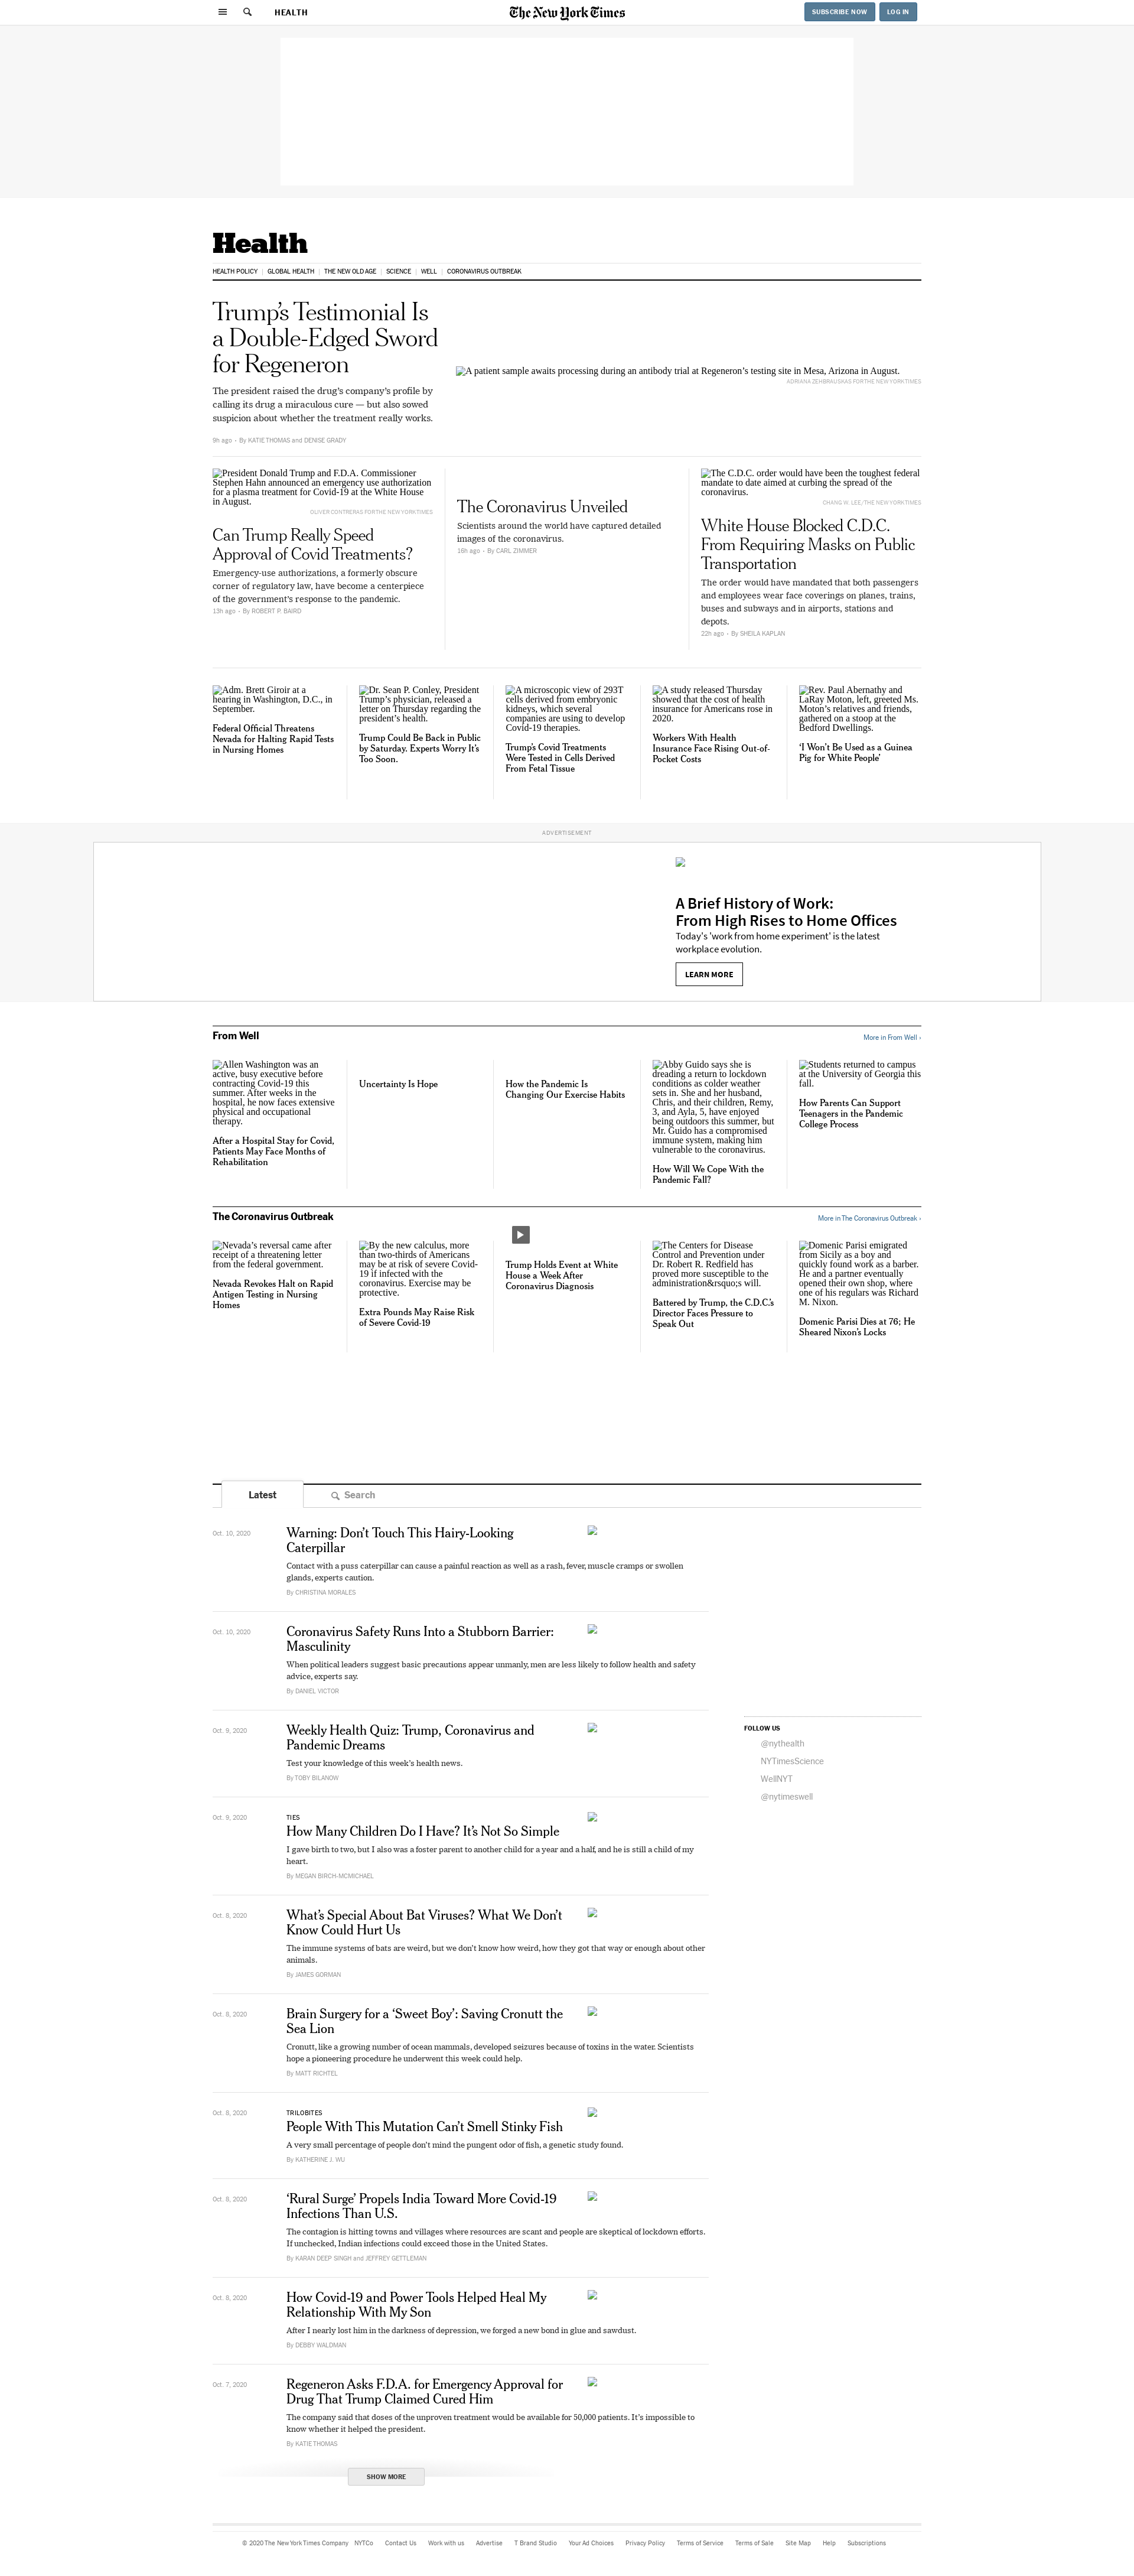 HEALTH
The New York Times
SUBSCRIBE NOW
LOG IN
Health
HEALTH POLICY | GLOBAL HEALTH | THE NEW OLD AGE | SCIENCE | WELL | CORONAVIRUS OUTBREAK
Trump’s Testimonial Is
a Double-Edged Sword
for Regeneron
The president raised the drug’s company’s profile by
calling its drug a miraculous cure — but also sowed
suspicion about whether the treatment really works.
9h ago · By KATIE THOMAS and DENISE GRADY
A patient sample awaits processing during an antibody trial at Regeneron’s testing site in Mesa, Arizona in August.
ADRIANA ZEHBRAUSKAS FOR THE NEW YORK TIMES
President Donald Trump and F.D.A. Commissioner
Stephen Hahn announced an emergency use authorization
for a plasma treatment for Covid-19 at the White House
in August.
OLIVER CONTRERAS FOR THE NEW YORK TIMES
Can Trump Really Speed
Approval of Covid Treatments?
Emergency-use authorizations, a formerly obscure
corner of regulatory law, have become a centerpiece
of the government’s response to the pandemic.
13h ago · By ROBERT P. BAIRD
The Coronavirus Unveiled
Scientists around the world have captured detailed
images of the coronavirus.
16h ago · By CARL ZIMMER
The C.D.C. order would have been the toughest federal
mandate to date aimed at curbing the spread of the
coronavirus.
CHANG W. LEE/THE NEW YORK TIMES
White House Blocked C.D.C.
From Requiring Masks on Public
Transportation
The order would have mandated that both passengers
and employees wear face coverings on planes, trains,
buses and subways and in airports, stations and
depots.
22h ago · By SHEILA KAPLAN
Adm. Brett Giroir at a
hearing in Washington, D.C., in
September.
Federal Official Threatens
Nevada for Halting Rapid Tests
in Nursing Homes
Dr. Sean P. Conley, President
Trump’s physician, released a
letter on Thursday regarding the
president’s health.
Trump Could Be Back in Public
by Saturday. Experts Worry It’s
Too Soon.
A microscopic view of 293T
cells derived from embryonic
kidneys, which several
companies are using to develop
Covid-19 therapies.
Trump’s Covid Treatments
Were Tested in Cells Derived
From Fetal Tissue
A study released Thursday
showed that the cost of health
insurance for Americans rose in
2020.
Workers With Health
Insurance Face Rising Out-of-
Pocket Costs
Rev. Paul Abernathy and
LaRay Moton, left, greeted Ms.
Moton’s relatives and friends,
gathered on a stoop at the
Bedford Dwellings.
‘I Won’t Be Used as a Guinea
Pig for White People’
ADVERTISEMENT
A Brief History of Work:
From High Rises to Home Offices
Today's 'work from home experiment' is the latest
workplace evolution.
LEARN MORE
From Well
More in From Well ›
Allen Washington was an
active, busy executive before
contracting Covid-19 this
summer. After weeks in the
hospital, he now faces extensive
physical and occupational
therapy.
After a Hospital Stay for Covid,
Patients May Face Months of
Rehabilitation
Uncertainty Is Hope
How the Pandemic Is
Changing Our Exercise Habits
Abby Guido says she is
dreading a return to lockdown
conditions as colder weather
sets in. She and her husband,
Chris, and their children, Remy,
3, and Ayla, 5, have enjoyed
being outdoors this summer, but
Mr. Guido has a compromised
immune system, making him
vulnerable to the coronavirus.
How Will We Cope With the
Pandemic Fall?
Students returned to campus
at the University of Georgia this
fall.
How Parents Can Support
Teenagers in the Pandemic
College Process
The Coronavirus Outbreak
More in The Coronavirus Outbreak ›
Nevada’s reversal came after
receipt of a threatening letter
from the federal government.
Nevada Revokes Halt on Rapid
Antigen Testing in Nursing
Homes
By the new calculus, more
than two-thirds of Americans
may be at risk of severe Covid-
19 if infected with the
coronavirus. Exercise may be
protective.
Extra Pounds May Raise Risk
of Severe Covid-19
Trump Holds Event at White
House a Week After
Coronavirus Diagnosis
The Centers for Disease
Control and Prevention under
Dr. Robert R. Redfield has
proved more susceptible to the
administration&rsquo;s will.
Battered by Trump, the C.D.C.’s
Director Faces Pressure to
Speak Out
Domenic Parisi emigrated
from Sicily as a boy and
quickly found work as a barber.
He and a partner eventually
opened their own shop, where
one of his regulars was Richard
M. Nixon.
Domenic Parisi Dies at 76; He
Sheared Nixon’s Locks
Latest
Search
Oct. 10, 2020
Warning: Don’t Touch This Hairy-Looking
Caterpillar
Contact with a puss caterpillar can cause a painful reaction as well as a rash, fever, muscle cramps or swollen
glands, experts caution.
By CHRISTINA MORALES
Oct. 10, 2020
Coronavirus Safety Runs Into a Stubborn Barrier:
Masculinity
When political leaders suggest basic precautions appear unmanly, men are less likely to follow health and safety
advice, experts say.
By DANIEL VICTOR
Oct. 9, 2020
Weekly Health Quiz: Trump, Coronavirus and
Pandemic Dreams
Test your knowledge of this week’s health news.
By TOBY BILANOW
FOLLOW US
@nythealth
NYTimesScience
WellNYT
@nytimeswell
Oct. 9, 2020
TIES
How Many Children Do I Have? It’s Not So Simple
I gave birth to two, but I also was a foster parent to another child for a year and a half, and he is still a child of my
heart.
By MEGAN BIRCH-MCMICHAEL
Oct. 8, 2020
What’s Special About Bat Viruses? What We Don’t
Know Could Hurt Us
The immune systems of bats are weird, but we don’t know how weird, how they got that way or enough about other
animals.
By JAMES GORMAN
Oct. 8, 2020
Brain Surgery for a ‘Sweet Boy’: Saving Cronutt the
Sea Lion
Cronutt, like a growing number of ocean mammals, developed seizures because of toxins in the water. Scientists
hope a pioneering procedure he underwent this week could help.
By MATT RICHTEL
Oct. 8, 2020
TRILOBITES
People With This Mutation Can’t Smell Stinky Fish
A very small percentage of people don’t mind the pungent odor of fish, a genetic study found.
By KATHERINE J. WU
Oct. 8, 2020
‘Rural Surge’ Propels India Toward More Covid-19
Infections Than U.S.
The contagion is hitting towns and villages where resources are scant and people are skeptical of lockdown efforts.
If unchecked, Indian infections could exceed those in the United States.
By KARAN DEEP SINGH and JEFFREY GETTLEMAN
Oct. 8, 2020
How Covid-19 and Power Tools Helped Heal My
Relationship With My Son
After I nearly lost him in the darkness of depression, we forged a new bond in glue and sawdust.
By DEBBY WALDMAN
Oct. 7, 2020
Regeneron Asks F.D.A. for Emergency Approval for
Drug That Trump Claimed Cured Him
The company said that doses of the unproven treatment would be available for 50,000 patients. It’s impossible to
know whether it helped the president.
By KATIE THOMAS
SHOW MORE
© 2020 The New York Times Company NYTCo Contact Us Work with us Advertise T Brand Studio Your Ad Choices Privacy Policy Terms of Service Terms of Sale Site Map Help Subscriptions